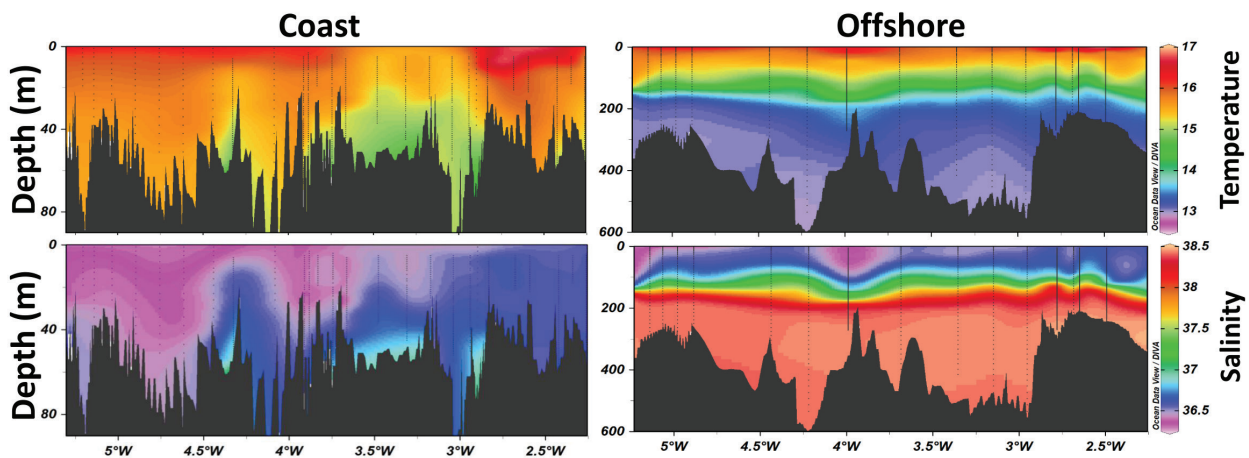 Coast
Offshore
Depth (m)
0
40
80
0
200
400
600
17
16
15
14
13
Temperature
Ocean Data View / DIVA
Depth (m)
0
40
80
5°W
4.5°W
4°W
3.5°W
3°W
2.5°W
0
200
400
600
5°W
4.5°W
4°W
3.5°W
3°W
2.5°W
38.5
38
37.5
37
36.5
Salinity
Ocean Data View / DIVA